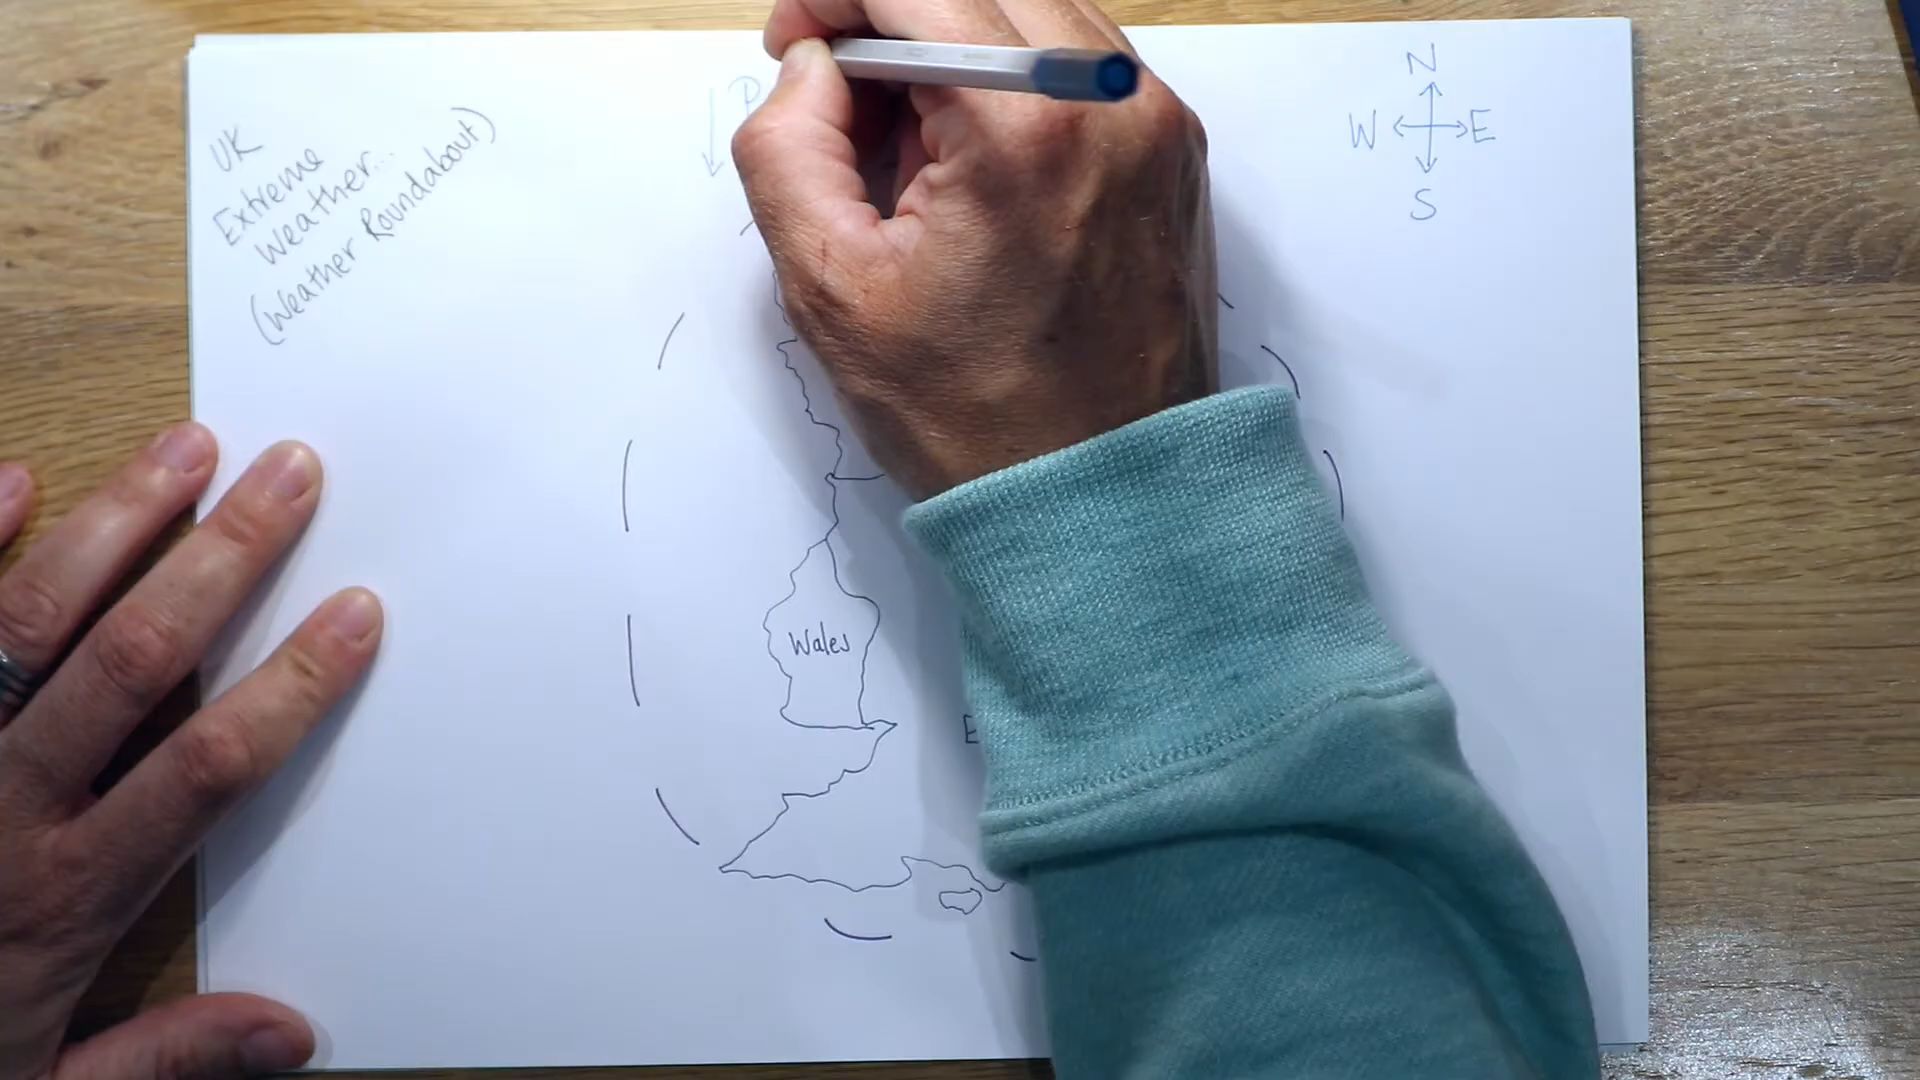 UK
Extreme
Weather...
(Weather Roundabout)
P
N
W E
S
Wales
E